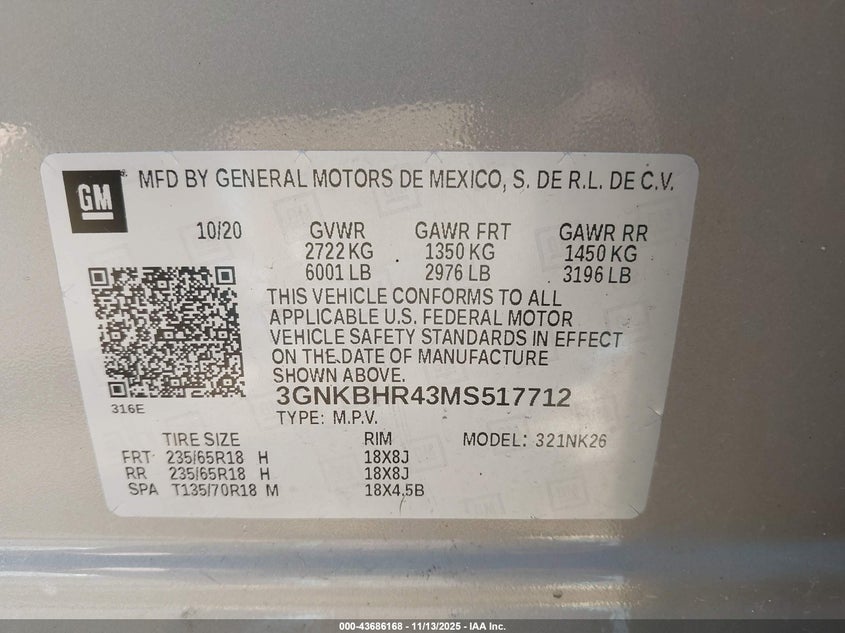 GM
MFD BY GENERAL MOTORS DE MEXICO, S. DE R.L. DE C.V.
10/20 GVWR GAWR FRT GAWR RR
2722 KG 1350 KG 1450 KG
6001 LB 2976 LB 3196 LB
THIS VEHICLE CONFORMS TO ALL
APPLICABLE U.S. FEDERAL MOTOR
VEHICLE SAFETY STANDARDS IN EFFECT
ON THE DATE OF MANUFACTURE
SHOWN ABOVE.
316E
3GNKBHR43MS517712
TYPE: M.P.V.
TIRE SIZE RIM MODEL: 321NK26
FRT 235/65R18 H 18X8J
RR 235/65R18 H 18X8J
SPA T135/70R18 M 18X4.5B
000-43686168 - 11/13/2025 - IAA Inc.